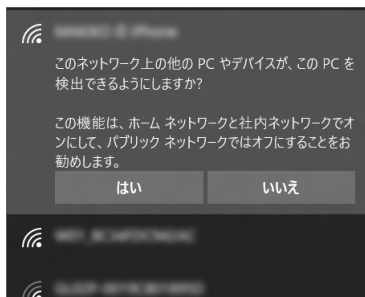 このネットワーク上の他の PC やデバイスが、この PC を
検出できるようにしますか?
この機能は、ホーム ネットワークと社内ネットワークでオ
ンにして、パブリック ネットワークではオフにすることをお
勧めします。
はい
いいえ